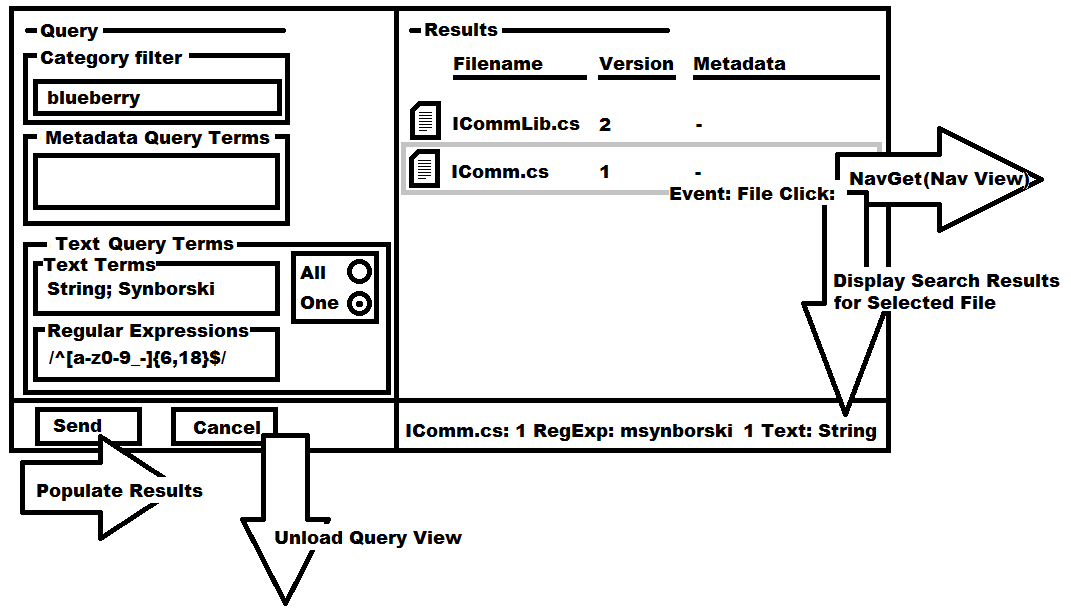 Query
Category filter
blueberry
Metadata Query Terms
Text Query Terms
Text Terms
String; Synborski
All
One
Regular Expressions
/^[a-z0-9_-]{6,18}$/
Send
Cancel
Populate Results
Unload Query View
Results
Filename Version Metadata
ICommLib.cs 2 -
IComm.cs 1 -
Event: File Click:
NavGet(Nav View)
Display Search Results
for Selected File
IComm.cs: 1 RegExp: msynborski 1 Text: String